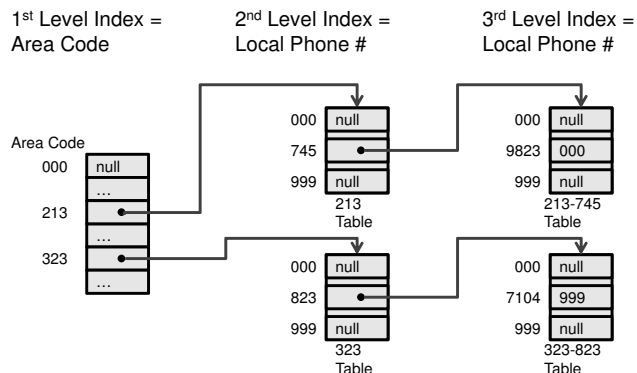 1st Level Index =
Area Code
2nd Level Index =
Local Phone #
3rd Level Index =
Local Phone #
Area Code
000 null
…
213
…
323
…
000 null
745
999 null
213
Table
000 null
9823 000
999 null
213-745
Table
000 null
823
999 null
323
Table
000 null
7104 999
999 null
323-823
Table